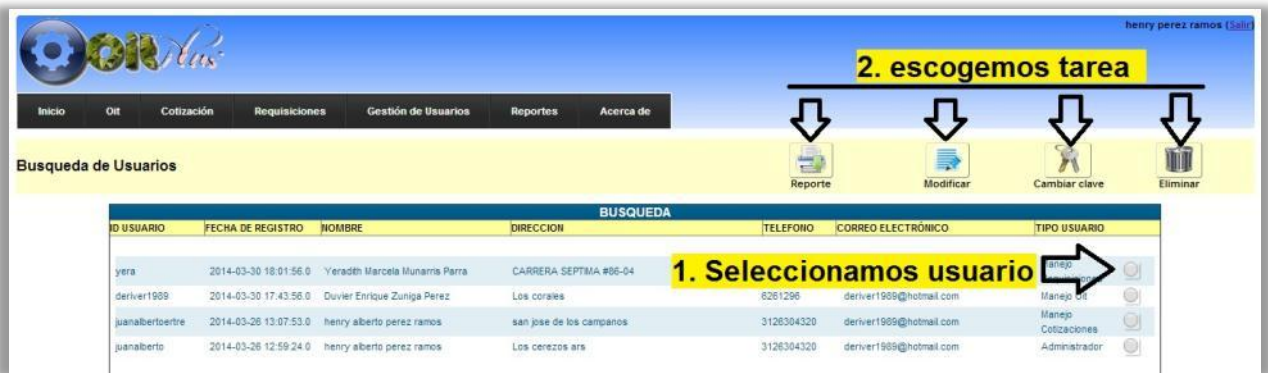 henry perez ramos (Salir)
OIT Plus
2. escogemos tarea
Inicio Oit Cotización Requisiciones Gestión de Usuarios Reportes Acerca de
Busqueda de Usuarios
Reporte Modificar Cambiar clave Eliminar
BUSQUEDA
ID USUARIO FECHA DE REGISTRO NOMBRE DIRECCION TELEFONO CORREO ELECTRÓNICO TIPO USUARIO
1. Seleccionamos usuario
yera 2014-03-30 18:01:56.0 Yeradith Marcela Munarris Parra CARRERA SEPTIMA #86-04 Manejo
deriver1989 2014-03-30 17:43:56.0 Duvier Enrique Zuniga Perez Los corales 6261296 deriver1989@hotmail.com Manejo Oit
juanalbertoertre 2014-03-26 13:07:53.0 henry alberto perez ramos san jose de los campanos 3126304320 deriver1989@hotmail.com Manejo Cotizaciones
juanalberto 2014-03-26 12:59:24.0 henry alberto perez ramos Los cerezos ars 3126304320 deriver1989@hotmail.com Administrador